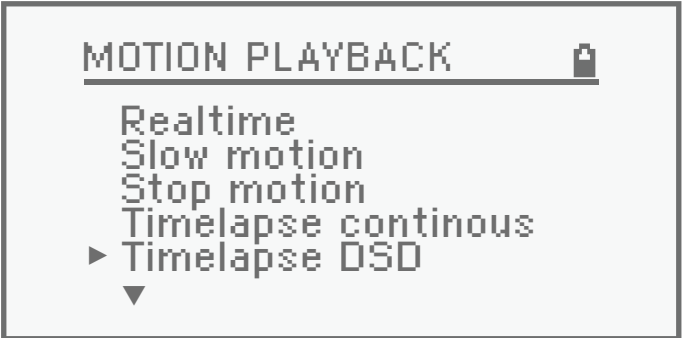 MOTION PLAYBACK
Realtime
Slow motion
Stop motion
Timelapse continous
Timelapse DSD